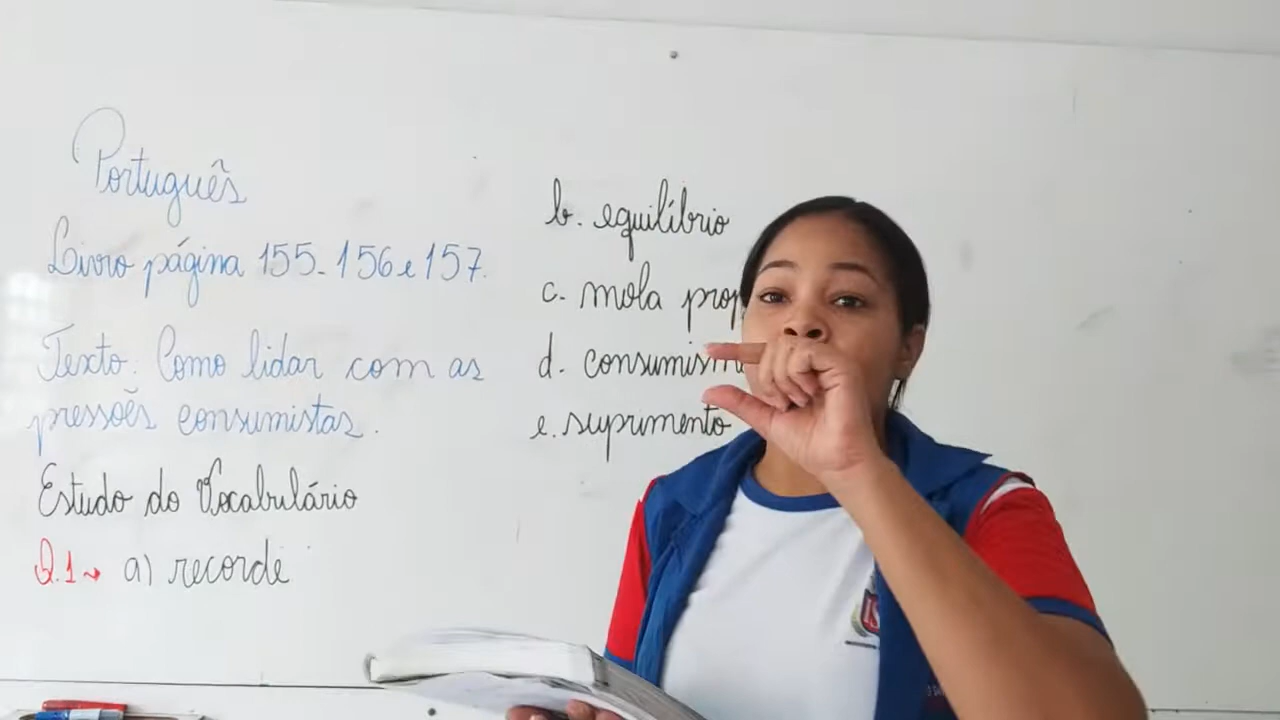 Português
Livro página 155-156 e 157.
Texto: Como lidar com as
pressões consumistas.
Estudo do Vocabulário
Q.1 → a) recorde
b. equilíbrio
c. mola
d.
e. suprimento